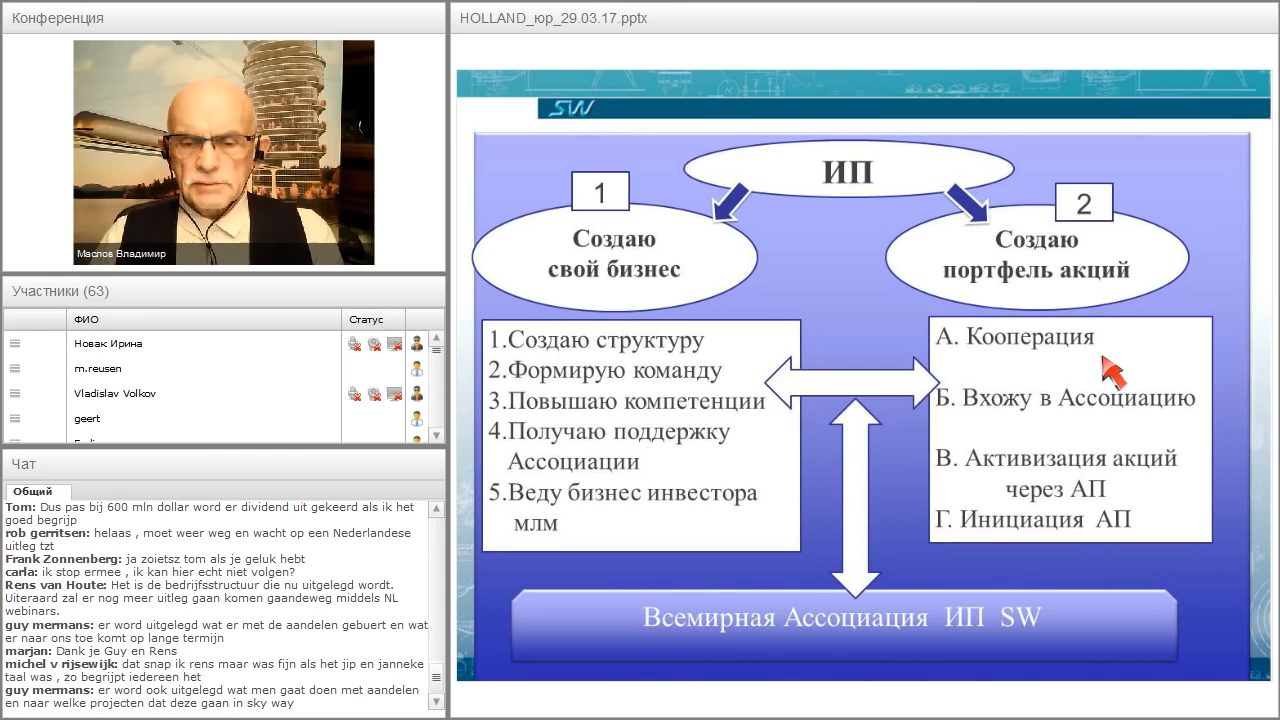 Конференция
Маслов Владимир
Участники (63)
ФИО
Статус
Новак Ирина
m.reusen
Vladislav Volkov
geert
Чат
Общий
Tom: Dus pas bij 600 mln dollar word er dividend uit gekeerd als ik het
goed begrijp
rob gerritsen: helaas , moet weer weg en wacht op een Nederlandese
uitleg tzt
Frank Zonnenberg: ja zoietsz tom als je geluk hebt
carla: ik stop ermee , ik kan hier echt niet volgen?
Rens van Houte: Het is de bedrijfsstructuur die nu uitgelegd wordt.
Uiteraard zal er nog meer uitleg gaan komen gaandeweg middels NL
webinars.
guy mermans: er word uitgelegd wat er met de aandelen gebuert en wat
er naar ons toe komt op lange termijn
marjan: Dank je Guy en Rens
michel v rijsewijk: dat snap ik rens maar was fijn als het jip en janneke
taal was , zo begrijpt iedereen het
guy mermans: er word ook uitgelegd wat men gaat doen met aandelen
en naar welke projecten dat deze gaan in sky way
HOLLAND_юр_29.03.17.pptx
SW
ИП
1
Создаю
свой бизнес
2
Создаю
портфель акций
1.Создаю структуру
2.Формирую команду
3.Повышаю компетенции
4.Получаю поддержку
Ассоциации
5.Веду бизнес инвестора
млм
А. Кооперация
Б. Вхожу в Ассоциацию
В. Активизация акций
через АП
Г. Инициация АП
Всемирная Ассоциация ИП SW